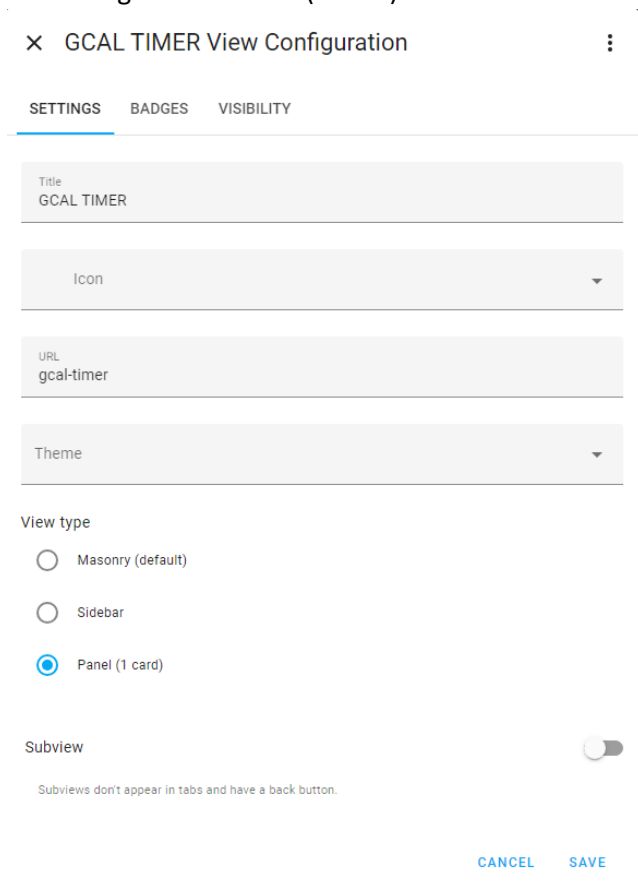 GCAL TIMER View Configuration
SETTINGS BADGES VISIBILITY
Title
GCAL TIMER
Icon
URL
gcal-timer
Theme
View type
Masonry (default)
Sidebar
Panel (1 card)
Subview
Subviews don't appear in tabs and have a back button.
CANCEL SAVE